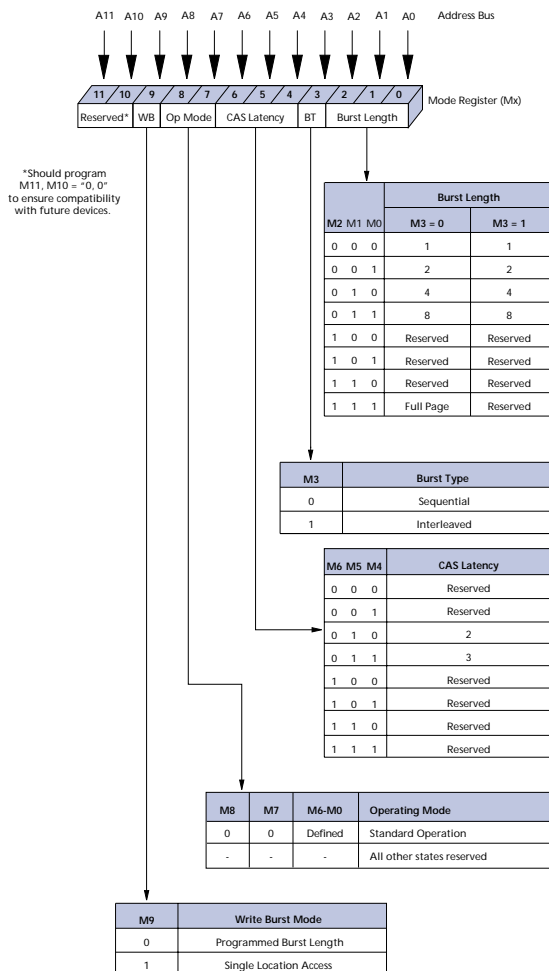 A11 A10 A9 A8 A7 A6 A5 A4 A3 A2 A1 A0 Address Bus
11 10 9 8 7 6 5 4 3 2 1 0
Mode Register (Mx)
Reserved* WB Op Mode CAS Latency BT Burst Length
*Should program
M11, M10 = "0, 0"
to ensure compatibility
with future devices.
Burst Length
M2 M1 M0 M3 = 0 M3 = 1
0 0 0 1 1
0 0 1 2 2
0 1 0 4 4
0 1 1 8 8
1 0 0 Reserved Reserved
1 0 1 Reserved Reserved
1 1 0 Reserved Reserved
1 1 1 Full Page Reserved
M3 Burst Type
0 Sequential
1 Interleaved
M6 M5 M4 CAS Latency
0 0 0 Reserved
0 0 1 Reserved
0 1 0 2
0 1 1 3
1 0 0 Reserved
1 0 1 Reserved
1 1 0 Reserved
1 1 1 Reserved
M8 M7 M6-M0 Operating Mode
0 0 Defined Standard Operation
- - - All other states reserved
M9 Write Burst Mode
0 Programmed Burst Length
1 Single Location Access